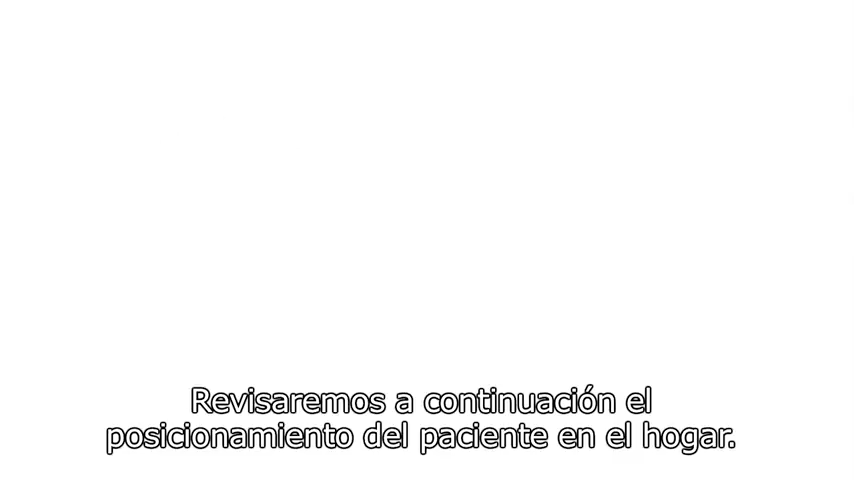 Revisaremos a continuación el
posicionamiento del paciente en el hogar.